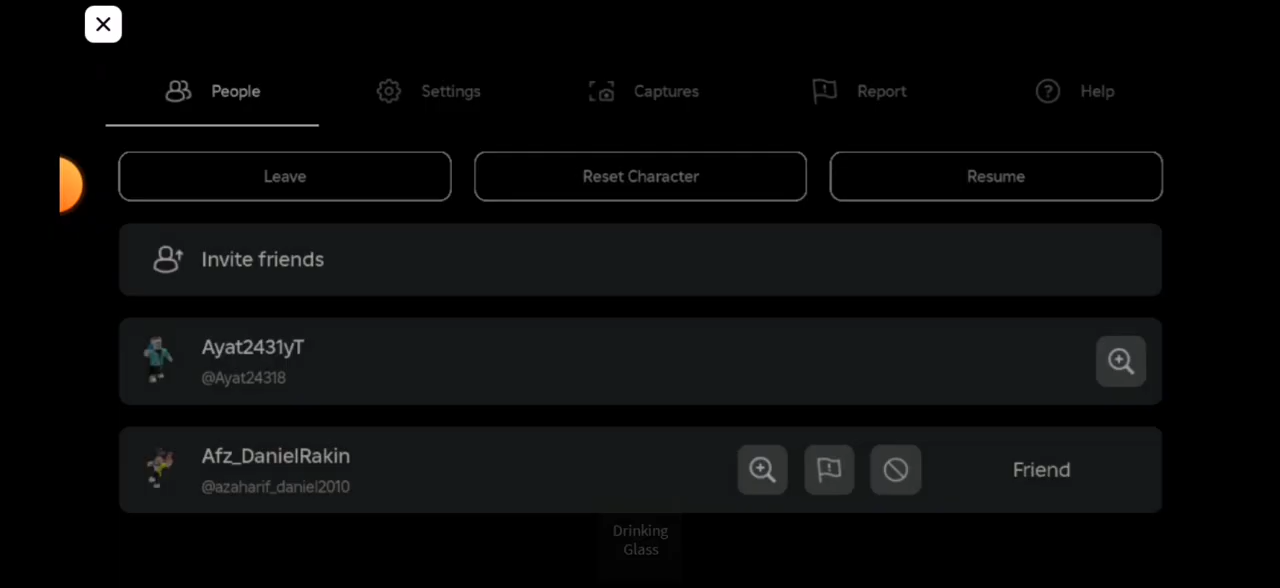 People
Settings
Captures
Report
Help
Leave
Reset Character
Resume
Invite friends
Ayat2431yT
@Ayat24318
Afz_DanielRakin
@azaharif_daniel2010
Friend
Drinking
Glass